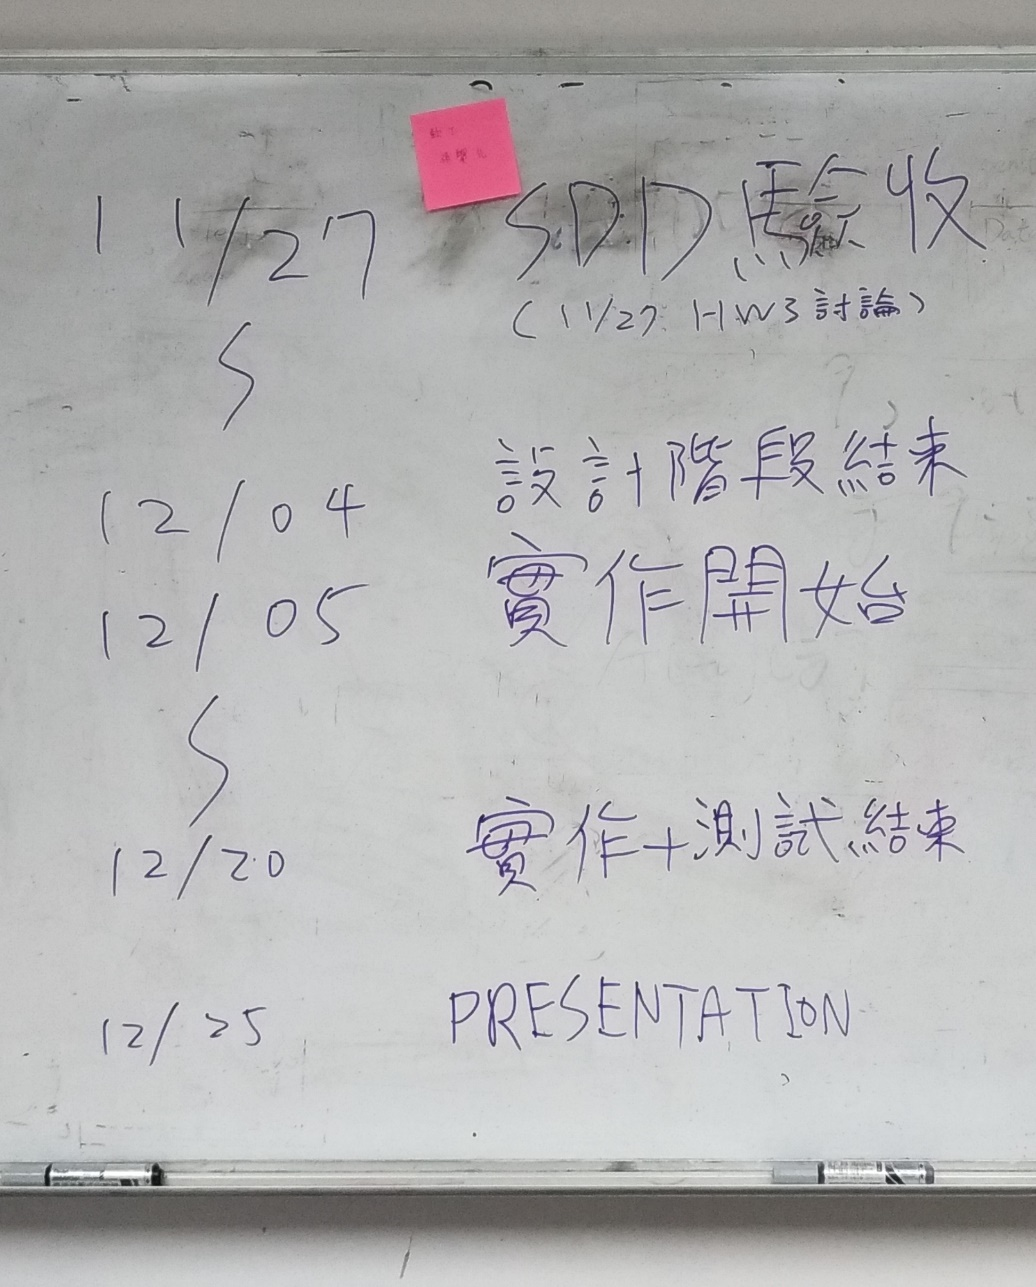 11/27 SDD驗收
(11/27 HW3討論)
∫
12/04 設計階段結束
12/05 實作開始
∫
12/20 實作+測試結束
12/25 PRESENTATION